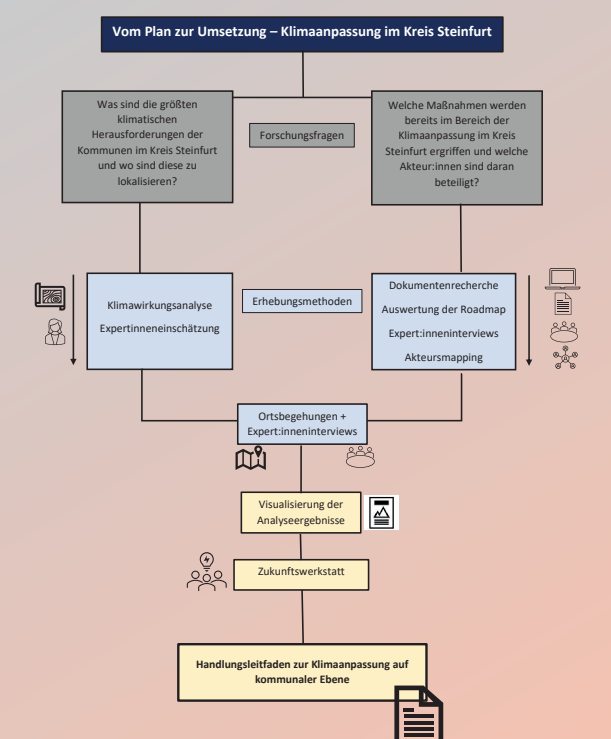 Vom Plan zur Umsetzung – Klimaanpassung im Kreis Steinfurt
Was sind die größten
klimatischen
Herausforderungen der
Kommunen im Kreis Steinfurt
und wo sind diese zu
lokalisieren?
Forschungsfragen
Welche Maßnahmen werden
bereits im Bereich der
Klimaanpassung im Kreis
Steinfurt ergriffen und welche
Akteur:innen sind daran
beteiligt?
Klimawirkungsanalyse
Expertinneneinschätzung
Erhebungsmethoden
Dokumentenrecherche
Auswertung der Roadmap
Expert:inneninterviews
Akteursmapping
Ortsbegehungen +
Expert:inneninterviews
Visualisierung der
Analyseergebnisse
Zukunftswerkstatt
Handlungsleitfaden zur Klimaanpassung auf
kommunaler Ebene